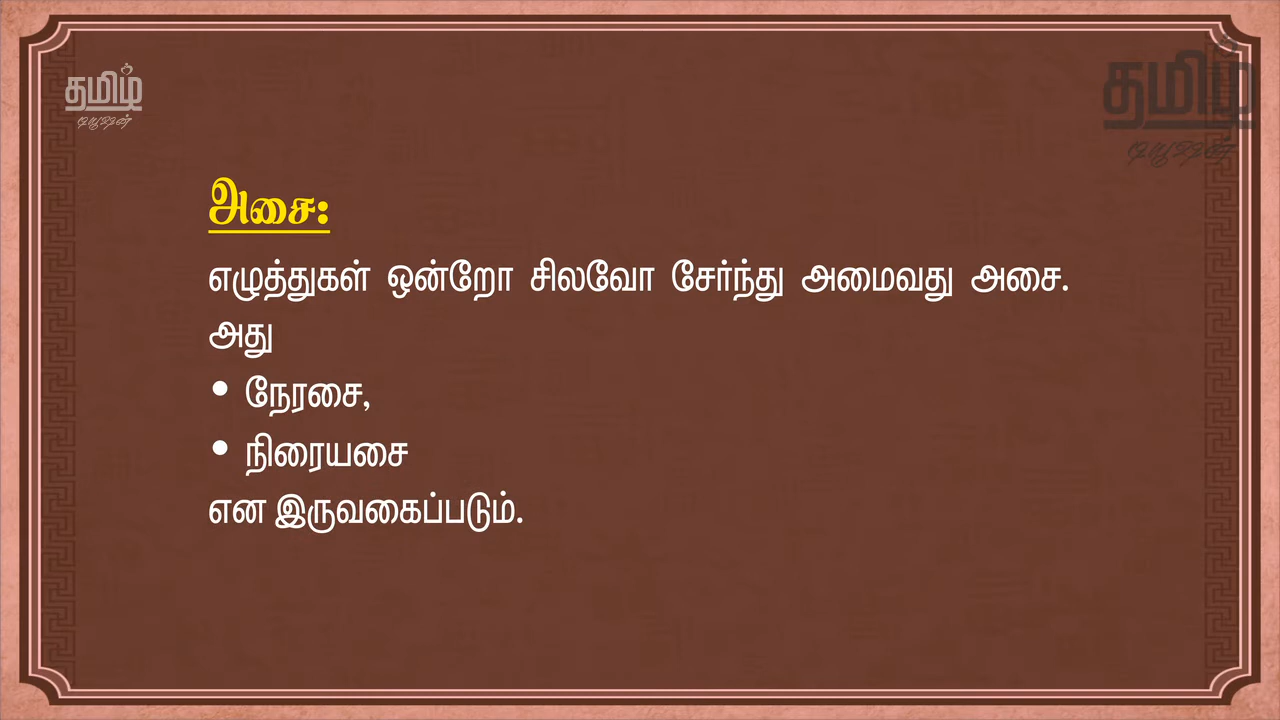 தமிழ்
தமிழ்
அசை:
எழுத்துகள் ஒன்றோ சிலவோ சேர்ந்து அமைவது அசை.
அது
• நேரசை,
• நிரையசை
என இருவகைப்படும்.